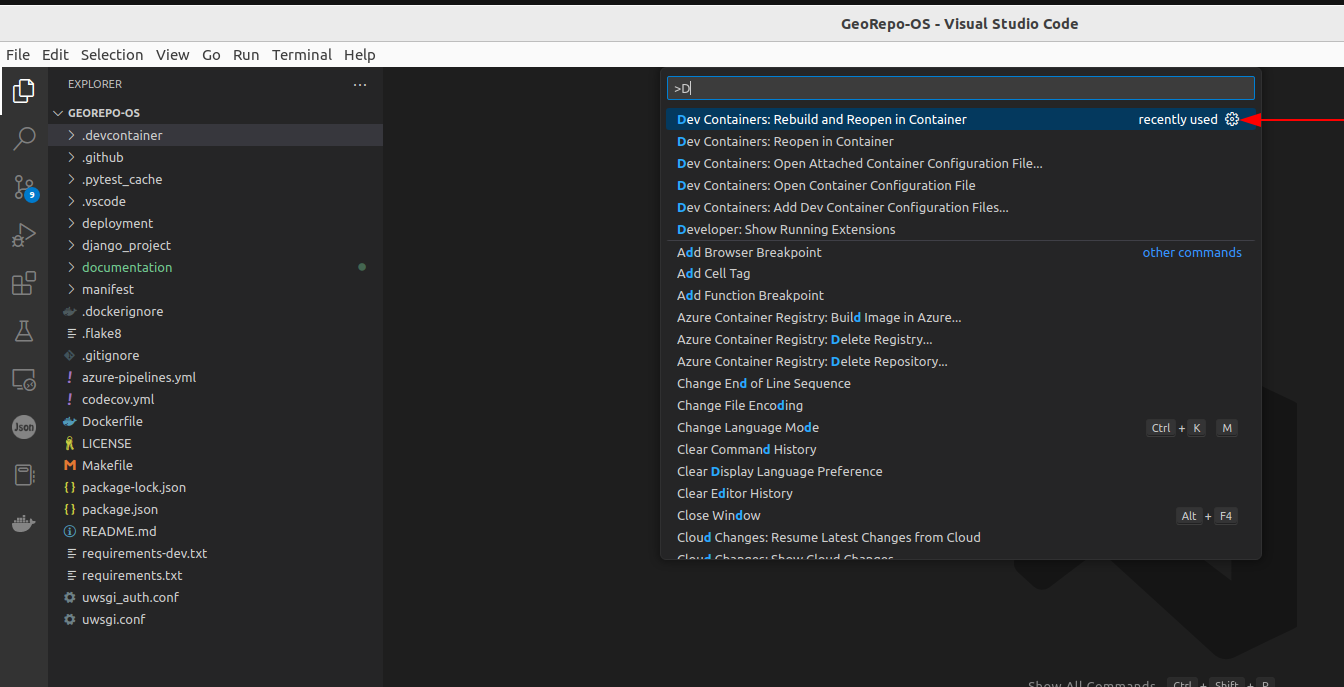 GeoRepo-OS - Visual Studio Code
File Edit Selection View Go Run Terminal Help
EXPLORER ...
GEOREPO-OS
.devcontainer
.github
.pytest_cache
.vscode
deployment
django_project
documentation
manifest
.dockerignore
.flake8
.gitignore
azure-pipelines.yml
codecov.yml
Dockerfile
LICENSE
Makefile
package-lock.json
package.json
README.md
requirements-dev.txt
requirements.txt
uwsgi_auth.conf
uwsgi.conf
9
Json
>D
Dev Containers: Rebuild and Reopen in Container recently used
Dev Containers: Reopen in Container
Dev Containers: Open Attached Container Configuration File...
Dev Containers: Open Container Configuration File
Dev Containers: Add Dev Container Configuration Files...
Developer: Show Running Extensions
Add Browser Breakpoint other commands
Add Cell Tag
Add Function Breakpoint
Azure Container Registry: Build Image in Azure...
Azure Container Registry: Delete Registry...
Azure Container Registry: Delete Repository...
Change End of Line Sequence
Change File Encoding
Change Language Mode Ctrl + K M
Clear Command History
Clear Display Language Preference
Clear Editor History
Close Window Alt + F4
Cloud Changes: Resume Latest Changes from Cloud
Cloud Changes: Show Cloud Changes
Show All Commands Ctrl + Shift + P